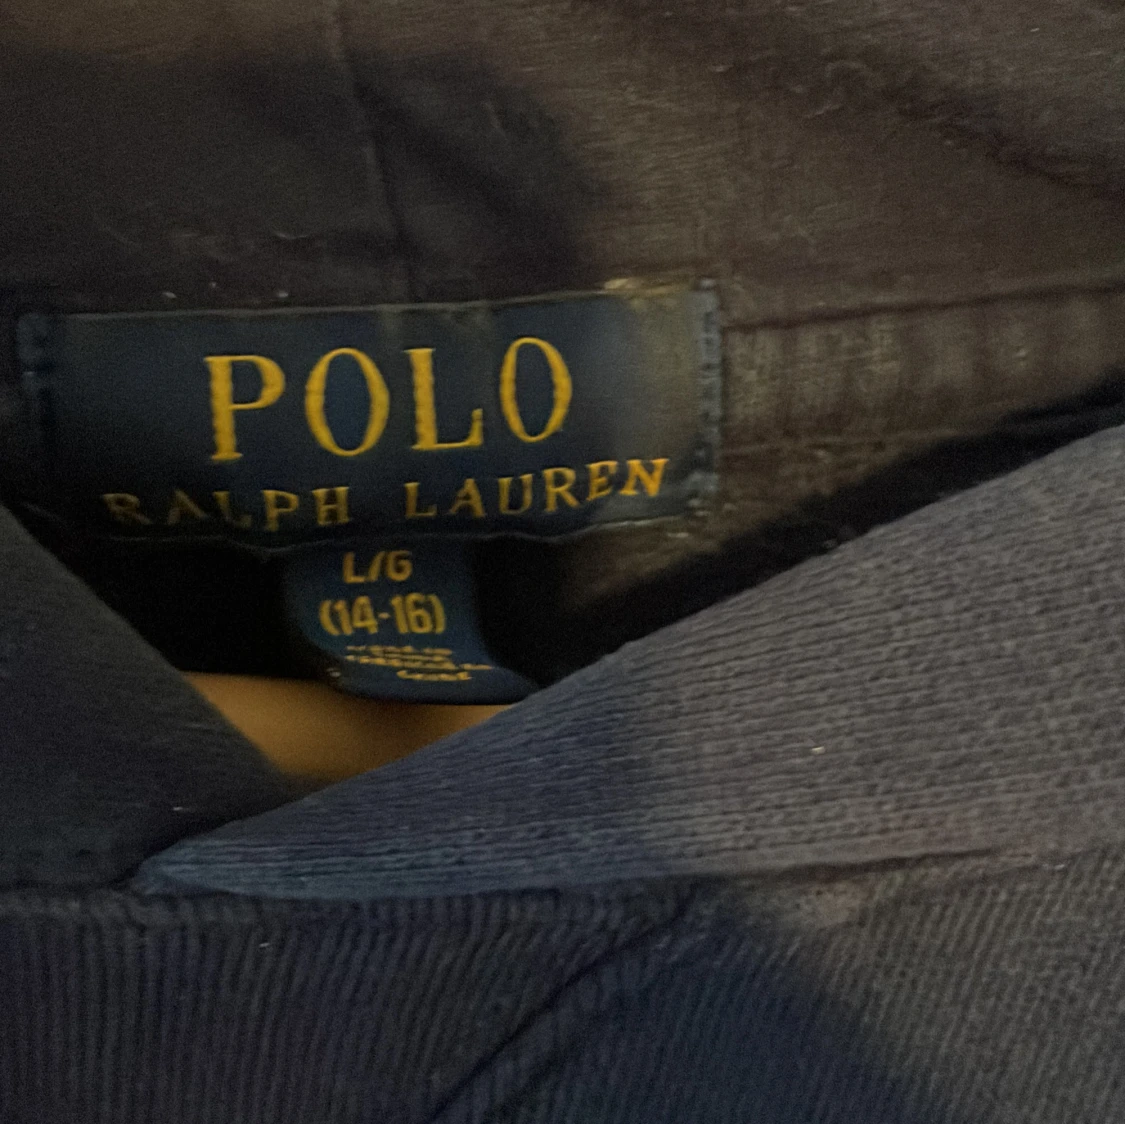 POLO
RALPH LAUREN
L/G
(14-16)